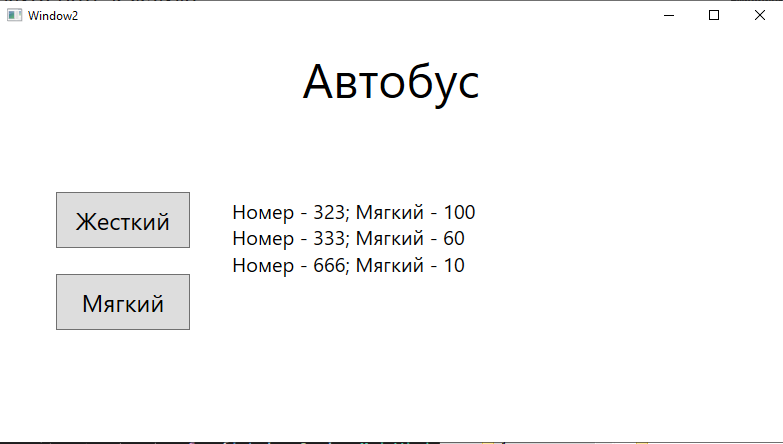 Window2
Автобус
Жесткий
Номер - 323; Мягкий - 100
Номер - 333; Мягкий - 60
Номер - 666; Мягкий - 10
Мягкий